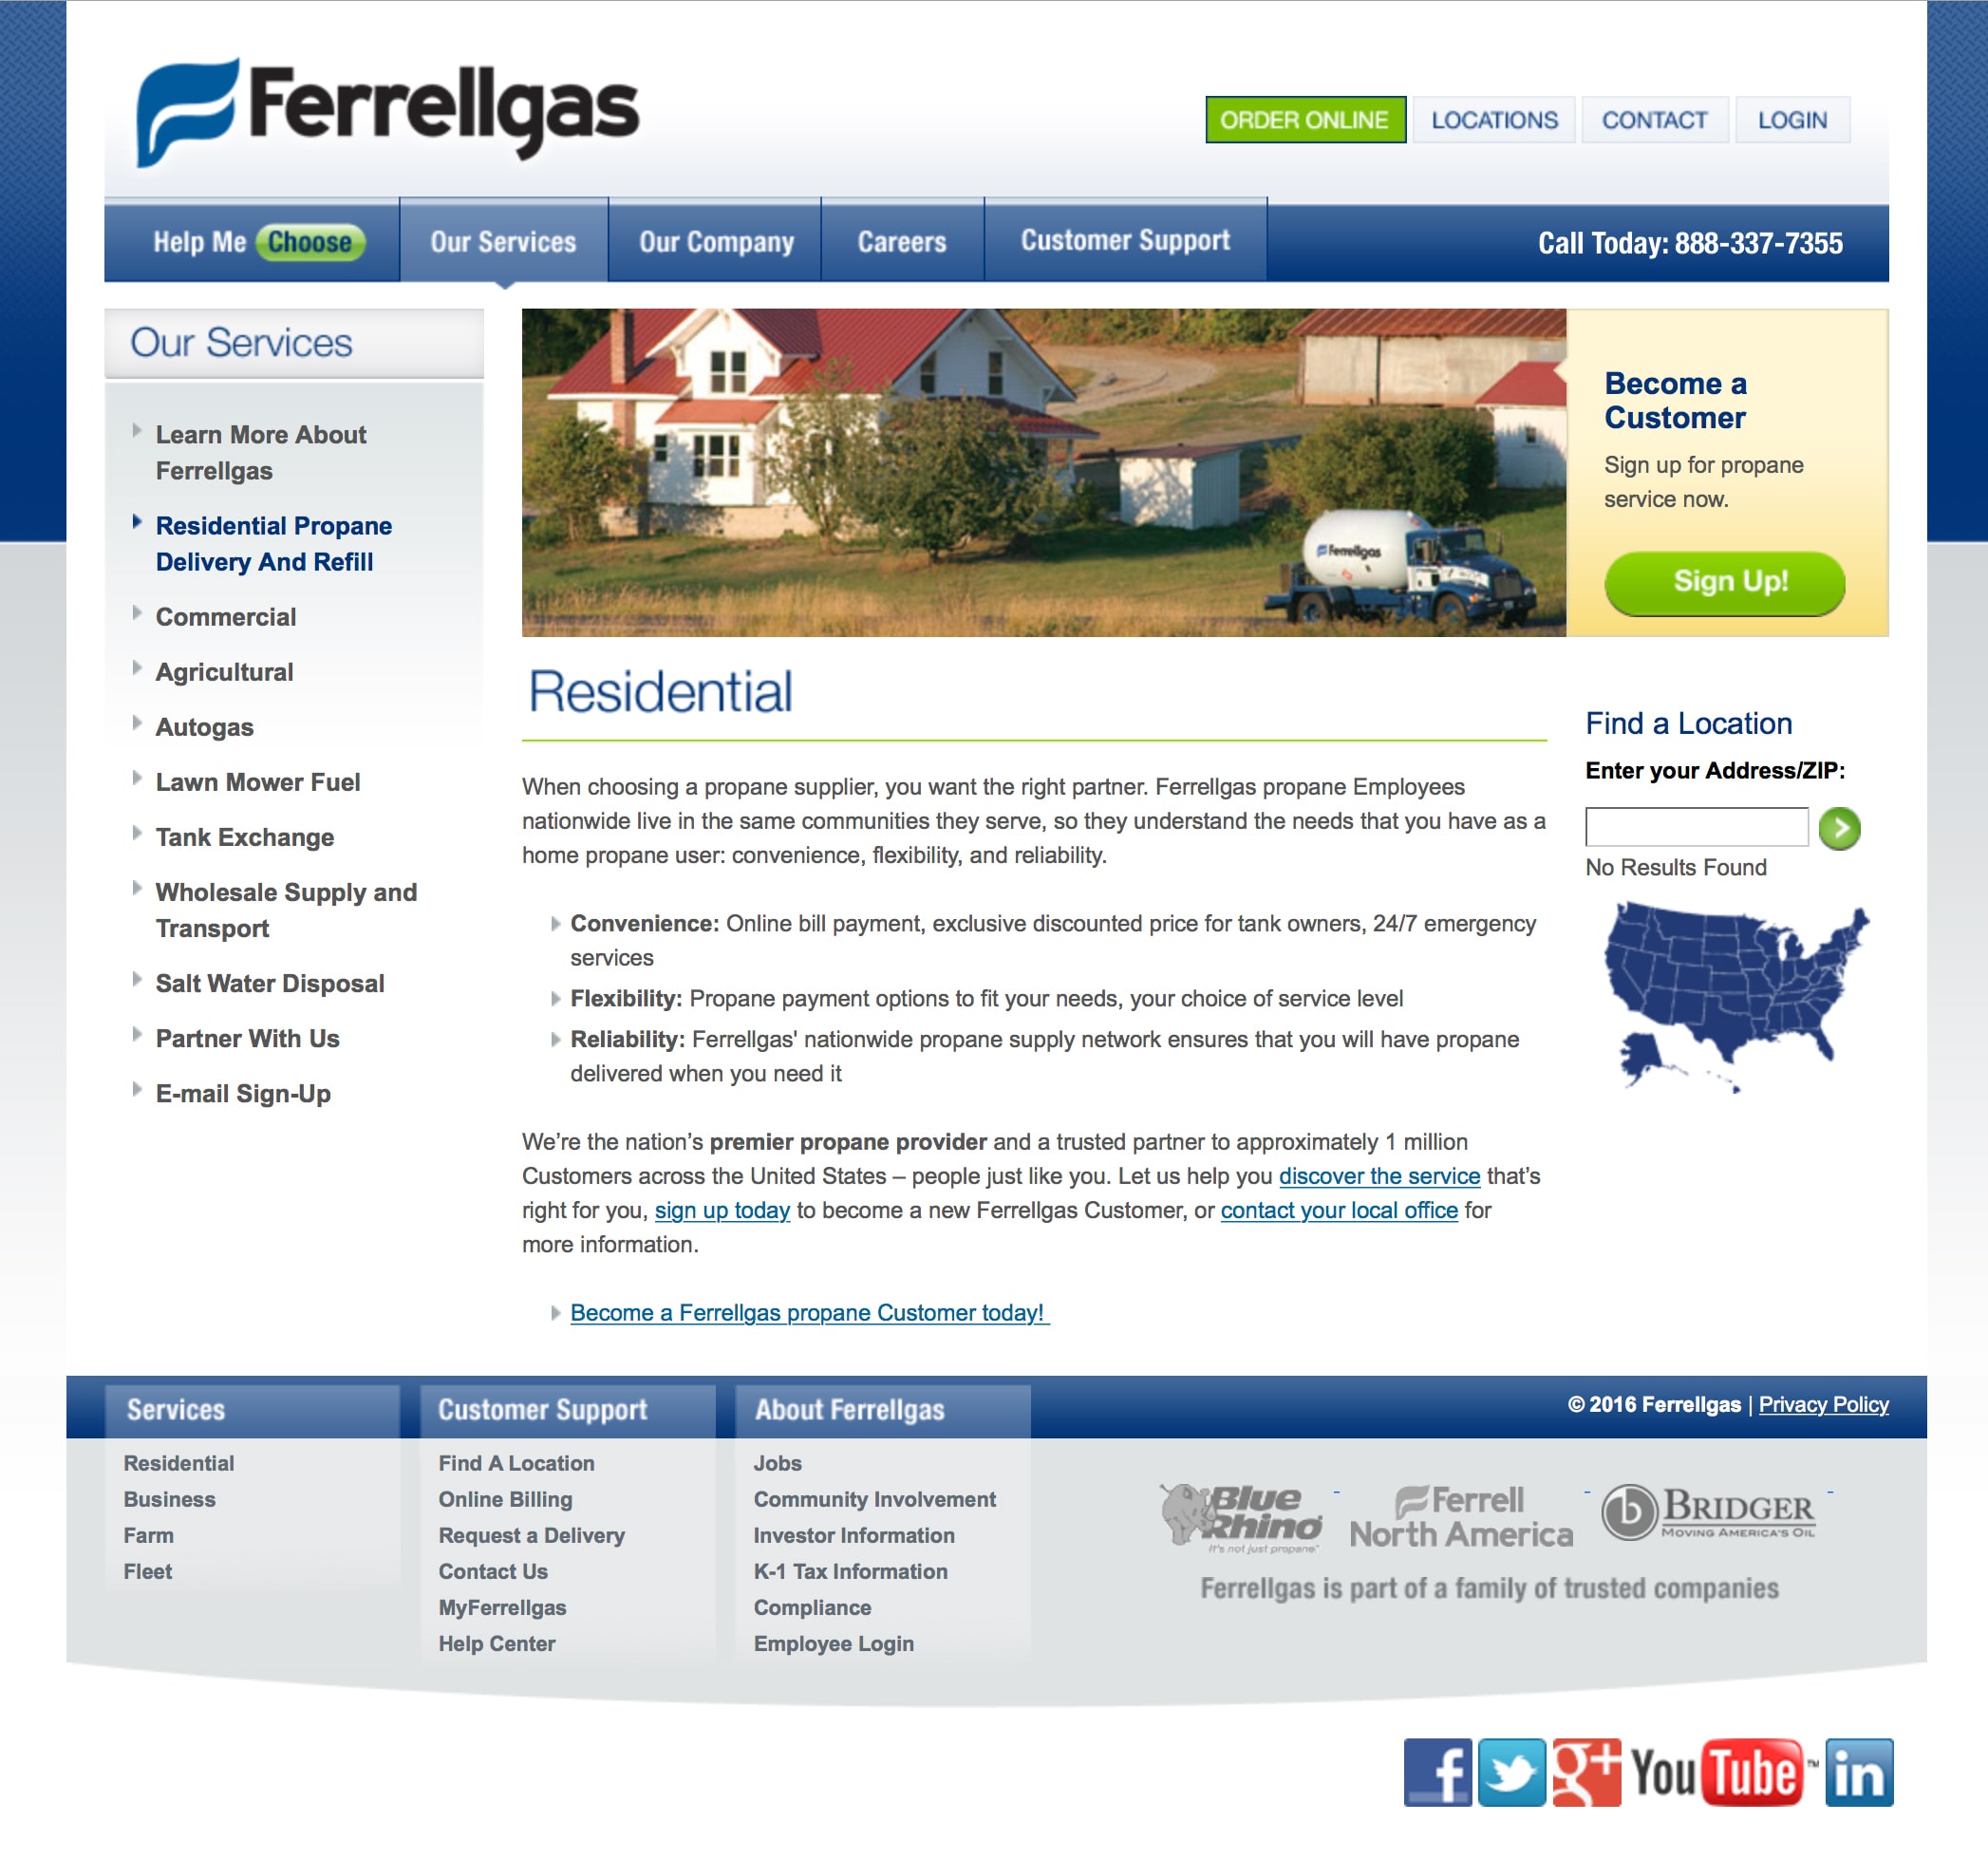 Ferrellgas
ORDER ONLINE
LOCATIONS
CONTACT
LOGIN
Help Me Choose
Our Services
Our Company
Careers
Customer Support
Call Today: 888-337-7355
Our Services
Learn More About
Ferrellgas
Residential Propane
Delivery And Refill
Commercial
Agricultural
Autogas
Lawn Mower Fuel
Tank Exchange
Wholesale Supply and
Transport
Salt Water Disposal
Partner With Us
E-mail Sign-Up
Ferrellgas
Become a
Customer
Sign up for propane
service now.
Sign Up!
Residential
When choosing a propane supplier, you want the right partner. Ferrellgas propane Employees
nationwide live in the same communities they serve, so they understand the needs that you have as a
home propane user: convenience, flexibility, and reliability.
Convenience: Online bill payment, exclusive discounted price for tank owners, 24/7 emergency
services
Flexibility: Propane payment options to fit your needs, your choice of service level
Reliability: Ferrellgas' nationwide propane supply network ensures that you will have propane
delivered when you need it
We’re the nation’s premier propane provider and a trusted partner to approximately 1 million
Customers across the United States – people just like you. Let us help you discover the service that’s
right for you, sign up today to become a new Ferrellgas Customer, or contact your local office for
more information.
Become a Ferrellgas propane Customer today!
Find a Location
Enter your Address/ZIP:
No Results Found
Services
Residential
Business
Farm
Fleet
Customer Support
Find A Location
Online Billing
Request a Delivery
Contact Us
MyFerrellgas
Help Center
About Ferrellgas
Jobs
Community Involvement
Investor Information
K-1 Tax Information
Compliance
Employee Login
© 2016 Ferrellgas | Privacy Policy
Blue
Rhino
It's not just propane.™
Ferrell
North America
b BRIDGER
MOVING AMERICA'S OIL
Ferrellgas is part of a family of trusted companies
f
g+
YouTube™
in